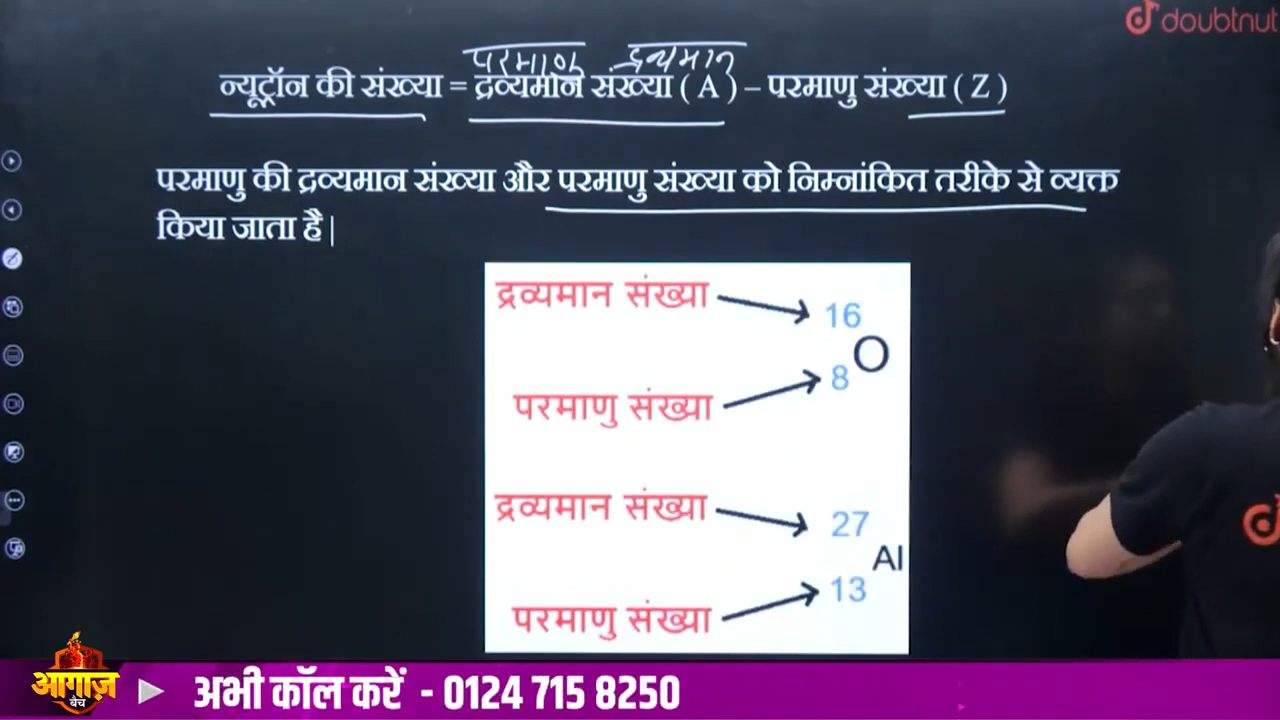 doubtnut
परमाणु द्रव्यमान
न्यूट्रॉन की संख्या = द्रव्यमान संख्या ( A ) – परमाणु संख्या ( Z )
परमाणु की द्रव्यमान संख्या और परमाणु संख्या को निम्नांकित तरीके से व्यक्त
किया जाता है |
द्रव्यमान संख्या 16
O
परमाणु संख्या 8
द्रव्यमान संख्या 27
Al
परमाणु संख्या 13
आगाज़
बैच
अभी कॉल करें - 0124 715 8250